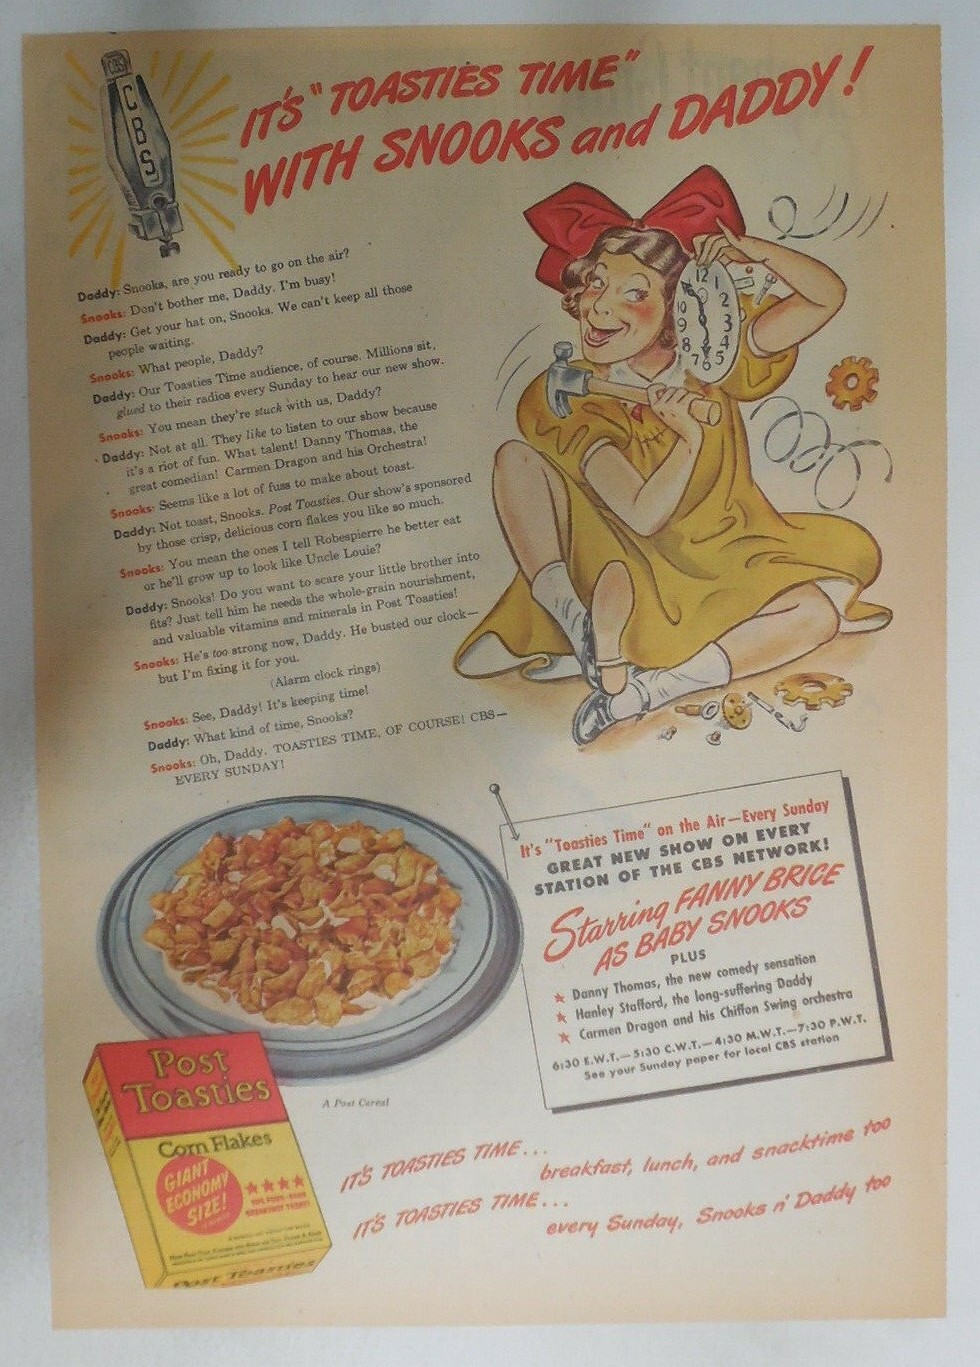 CBS
CBS
IT'S "TOASTIES TIME"
WITH SNOOKS and DADDY!
Daddy: Snooks, are you ready to go on the air?
Snooks: Don't bother me, Daddy. I'm busy!
Daddy: Get your hat on, Snooks. We can't keep all those
people waiting.
Snooks: What people, Daddy?
Daddy: Our Toasties Time audience, of course. Millions sit,
glued to their radios every Sunday to hear our new show.
Snooks: You mean they're stuck with us, Daddy?
Daddy: Not at all. They like to listen to our show because
it's a riot of fun. What talent! Danny Thomas, the
great comedian! Carmen Dragon and his Orchestra!
Snooks: Seems like a lot of fuss to make about toast.
Daddy: Not toast, Snooks. Post Toasties. Our show's sponsored
by those crisp, delicious corn flakes you like so much.
Snooks: You mean the ones I tell Robespierre he better eat
or he'll grow up to look like Uncle Louie?
Daddy: Snooks! Do you want to scare your little brother into
fits? Just tell him he needs the whole-grain nourishment,
and valuable vitamins and minerals in Post Toasties!
Snooks: He's too strong now, Daddy. He busted our clock—
but I'm fixing it for you.
(Alarm clock rings)
Snooks: See, Daddy! It's keeping time!
Daddy: What kind of time, Snooks?
Snooks: Oh, Daddy. TOASTIES TIME, OF COURSE! CBS—
EVERY SUNDAY!
12 1 2 3 4 5 6 7 8 9 10
It's "Toasties Time" on the Air—Every Sunday
GREAT NEW SHOW ON EVERY
STATION OF THE CBS NETWORK!
Starring FANNY BRICE
AS BABY SNOOKS
PLUS
★ Danny Thomas, the new comedy sensation
★ Hanley Stafford, the long-suffering Daddy
★ Carmen Dragon and his Chiffon Swing orchestra
6:30 E.W.T.—5:30 C.W.T.—4:30 M.W.T.—7:30 P.W.T.
See your Sunday paper for local CBS station
Post
Toasties
Corn Flakes
GIANT
ECONOMY
SIZE!
Post Toasties
A Post Cereal
IT'S TOASTIES TIME...
breakfast, lunch, and snacktime too
IT'S TOASTIES TIME...
every Sunday, Snooks n' Daddy too